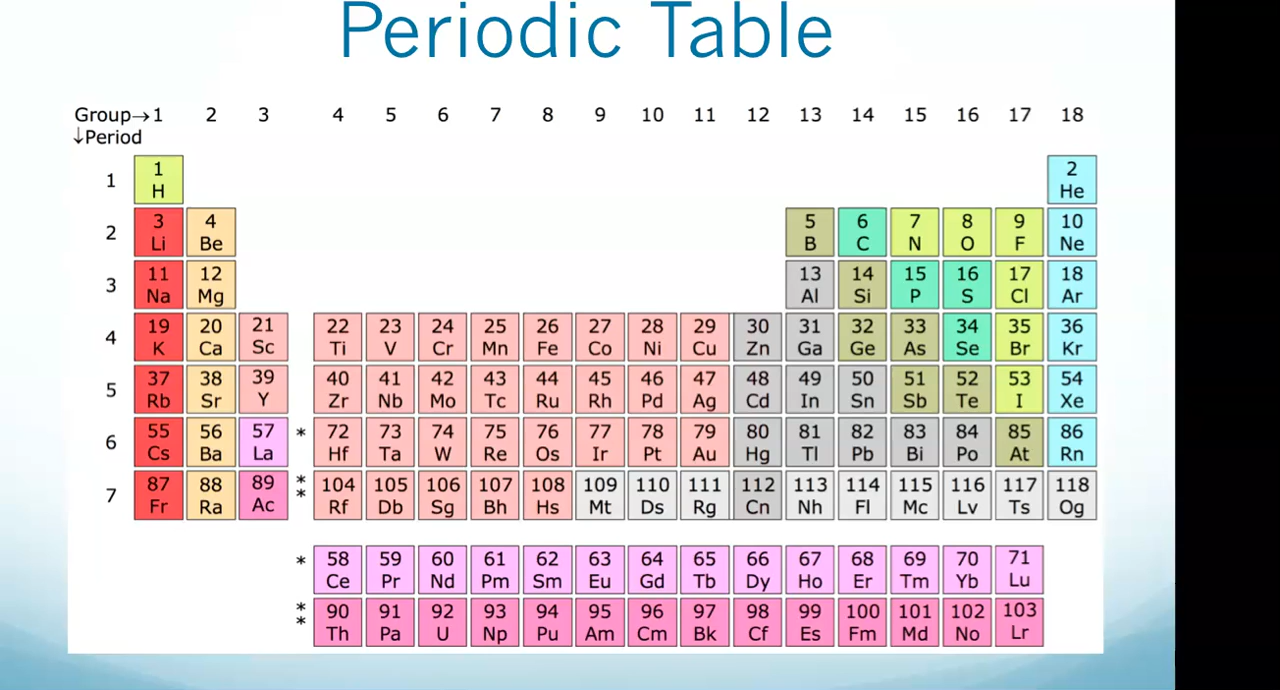 Periodic Table
Group→1 2 3 4 5 6 7 8 9 10 11 12 13 14 15 16 17 18
↓Period
1 1 2
H He
2 3 4 5 6 7 8 9 10
Li Be B C N O F Ne
3 11 12 13 14 15 16 17 18
Na Mg Al Si P S Cl Ar
4 19 20 21 22 23 24 25 26 27 28 29 30 31 32 33 34 35 36
K Ca Sc Ti V Cr Mn Fe Co Ni Cu Zn Ga Ge As Se Br Kr
5 37 38 39 40 41 42 43 44 45 46 47 48 49 50 51 52 53 54
Rb Sr Y Zr Nb Mo Tc Ru Rh Pd Ag Cd In Sn Sb Te I Xe
6 55 56 57 * 72 73 74 75 76 77 78 79 80 81 82 83 84 85 86
Cs Ba La Hf Ta W Re Os Ir Pt Au Hg Tl Pb Bi Po At Rn
7 87 88 89 * * 104 105 106 107 108 109 110 111 112 113 114 115 116 117 118
Fr Ra Ac Rf Db Sg Bh Hs Mt Ds Rg Cn Nh Fl Mc Lv Ts Og
* 58 59 60 61 62 63 64 65 66 67 68 69 70 71
Ce Pr Nd Pm Sm Eu Gd Tb Dy Ho Er Tm Yb Lu
* * 90 91 92 93 94 95 96 97 98 99 100 101 102 103
Th Pa U Np Pu Am Cm Bk Cf Es Fm Md No Lr